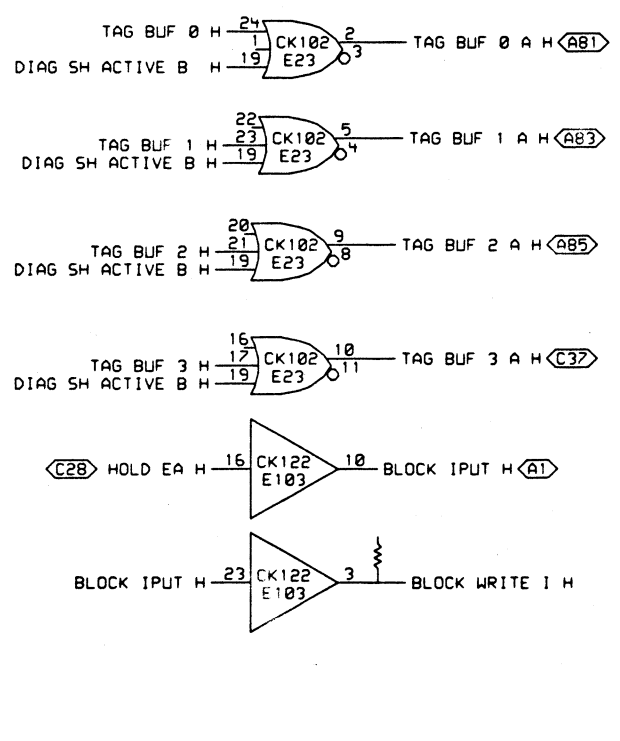 TAG BUF 0 H 24 2 TAG BUF 0 A H A81
1 CK102 3
DIAG SH ACTIVE B H 19 E23
22 5 TAG BUF 1 A H A83
TAG BUF 1 H 23 CK102 4
DIAG SH ACTIVE B H 19 E23
20 9 TAG BUF 2 A H A85
TAG BUF 2 H 21 CK102 8
DIAG SH ACTIVE B H 19 E23
16 10 TAG BUF 3 A H C37
TAG BUF 3 H 17 CK102 11
DIAG SH ACTIVE B H 19 E23
C28 HOLD EA H 16 CK122 10 BLOCK IPUT H A1
E103
BLOCK IPUT H 23 CK122 3 BLOCK WRITE I H
E103